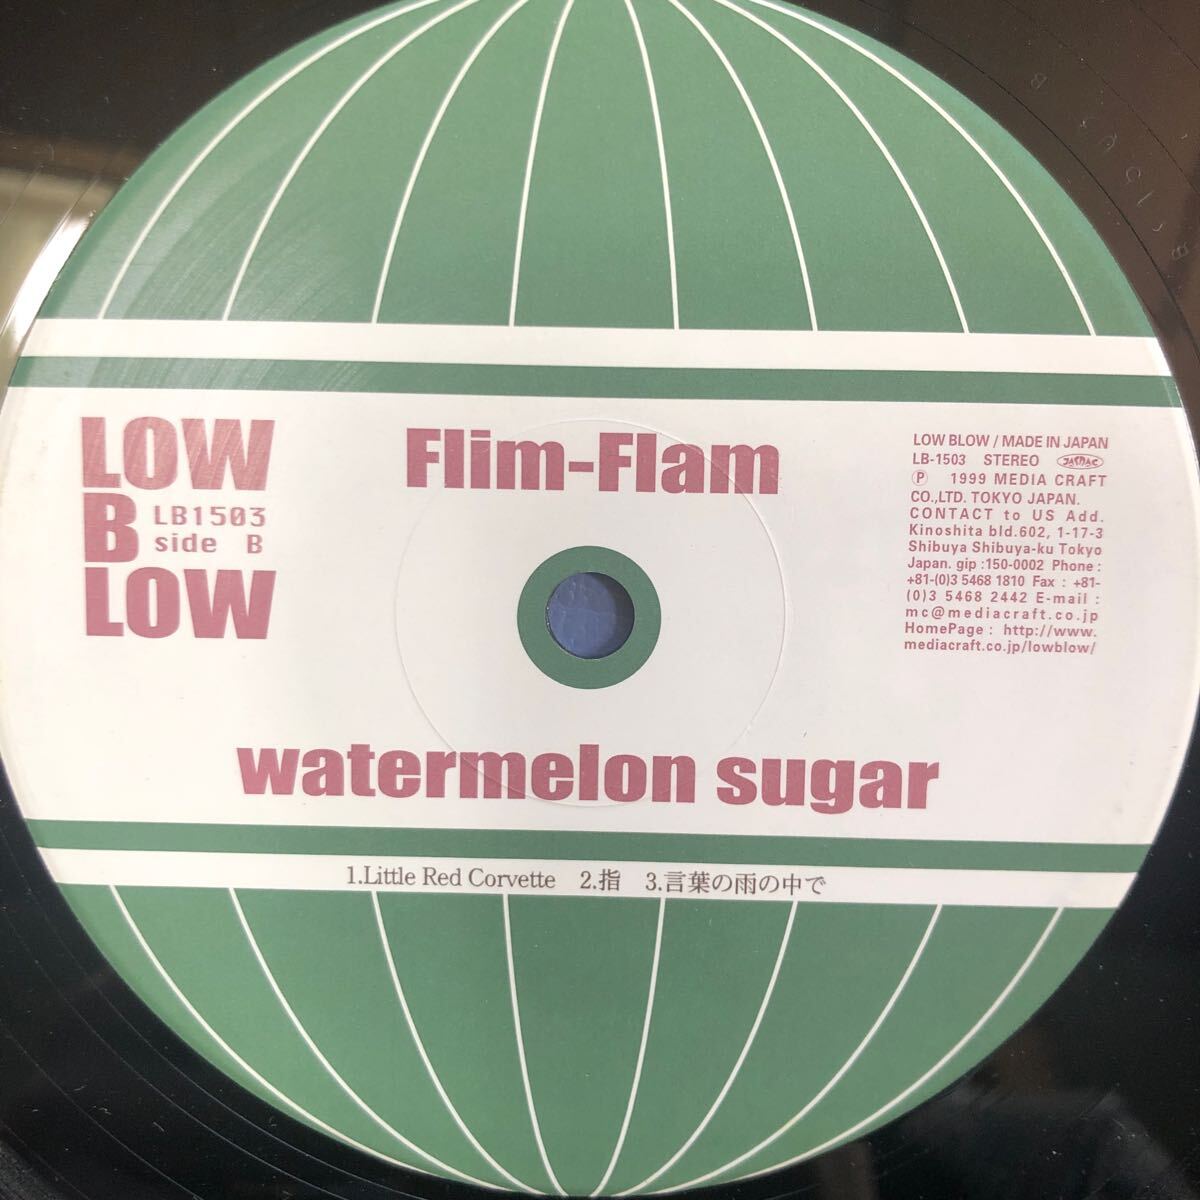 LOW
B
LB1503
side B
LOW
Flim-Flam
LOW BLOW / MADE IN JAPAN
LB-1503 STEREO JASRAC
Ⓟ 1999 MEDIA CRAFT
CO.,LTD. TOKYO JAPAN.
CONTACT to US Add.
Kinoshita bld.602, 1-17-3
Shibuya Shibuya-ku Tokyo
Japan. gip :150-0002 Phone :
+81-(0)3 5468 1810 Fax : +81-
(0)3 5468 2442 E-mail :
mc@mediacraft.co.jp
HomePage : http://www.
mediacraft.co.jp/lowblow/
watermelon sugar
1.Little Red Corvette 2.指 3.言葉の雨の中で